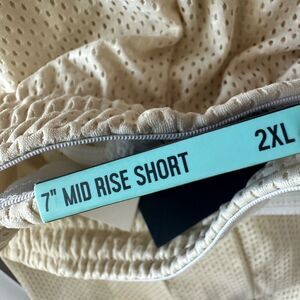 7" MID RISE SHORT 2XL